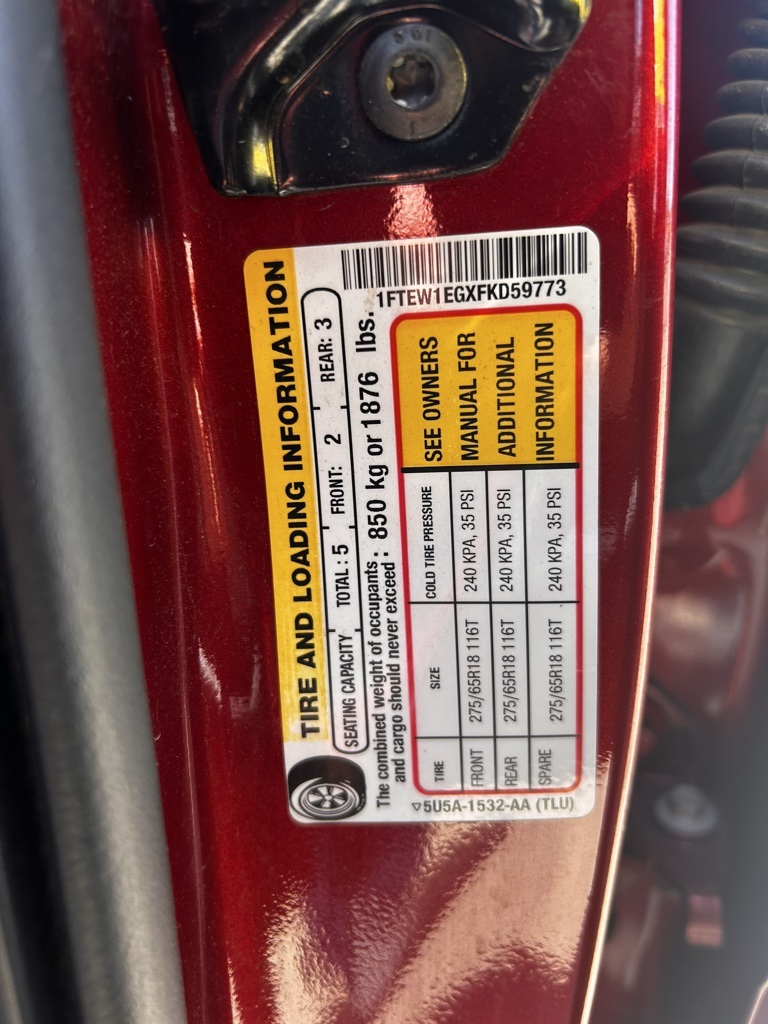 TIRE AND LOADING INFORMATION
SEATING CAPACITY TOTAL: 5 FRONT: 2 REAR: 3
The combined weight of occupants and cargo should never exceed: 850 kg or 1876 lbs.
1FTEW1EGXFKD59773
TIRE SIZE COLD TIRE PRESSURE
FRONT 275/65R18 116T 240 KPA, 35 PSI
REAR 275/65R18 116T 240 KPA, 35 PSI
SPARE 275/65R18 116T 240 KPA, 35 PSI
SEE OWNERS
MANUAL FOR
ADDITIONAL
INFORMATION
5U5A-1532-AA (TLU)